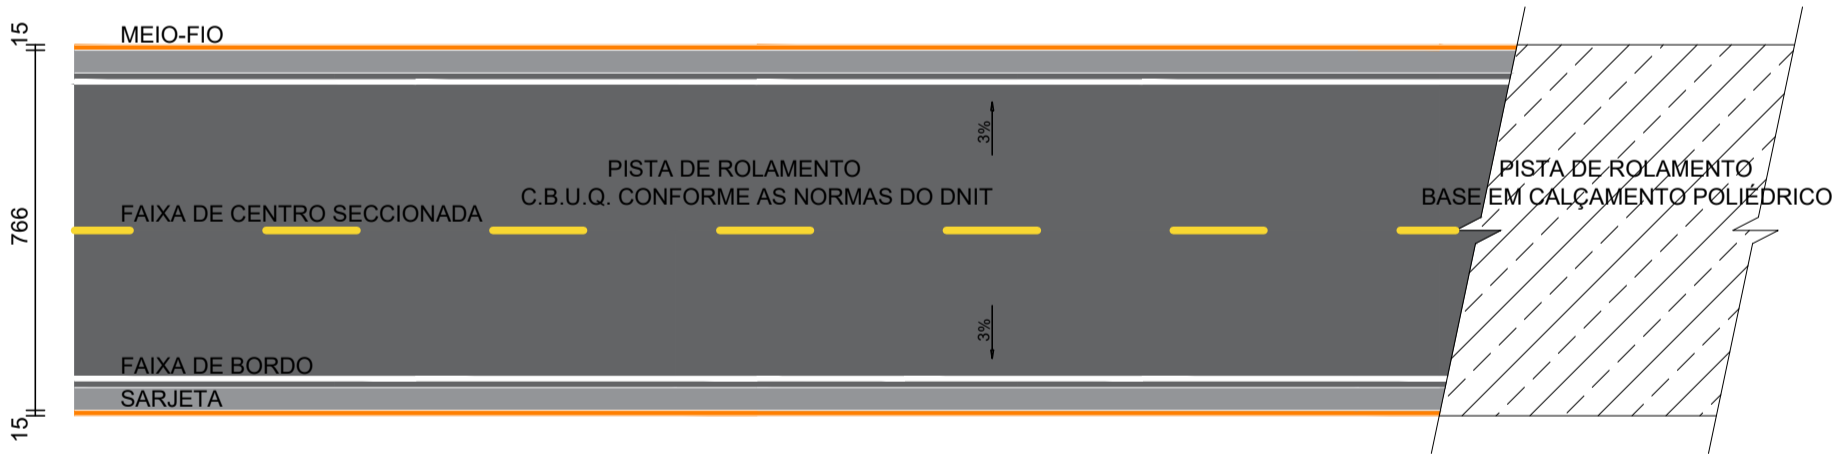 15
MEIO-FIO
3%
PISTA DE ROLAMENTO
C.B.U.Q. CONFORME AS NORMAS DO DNIT
PISTA DE ROLAMENTO
BASE EM CALÇAMENTO POLIÉDRICO
FAIXA DE CENTRO SECCIONADA
766
3%
FAIXA DE BORDO
SARJETA
15